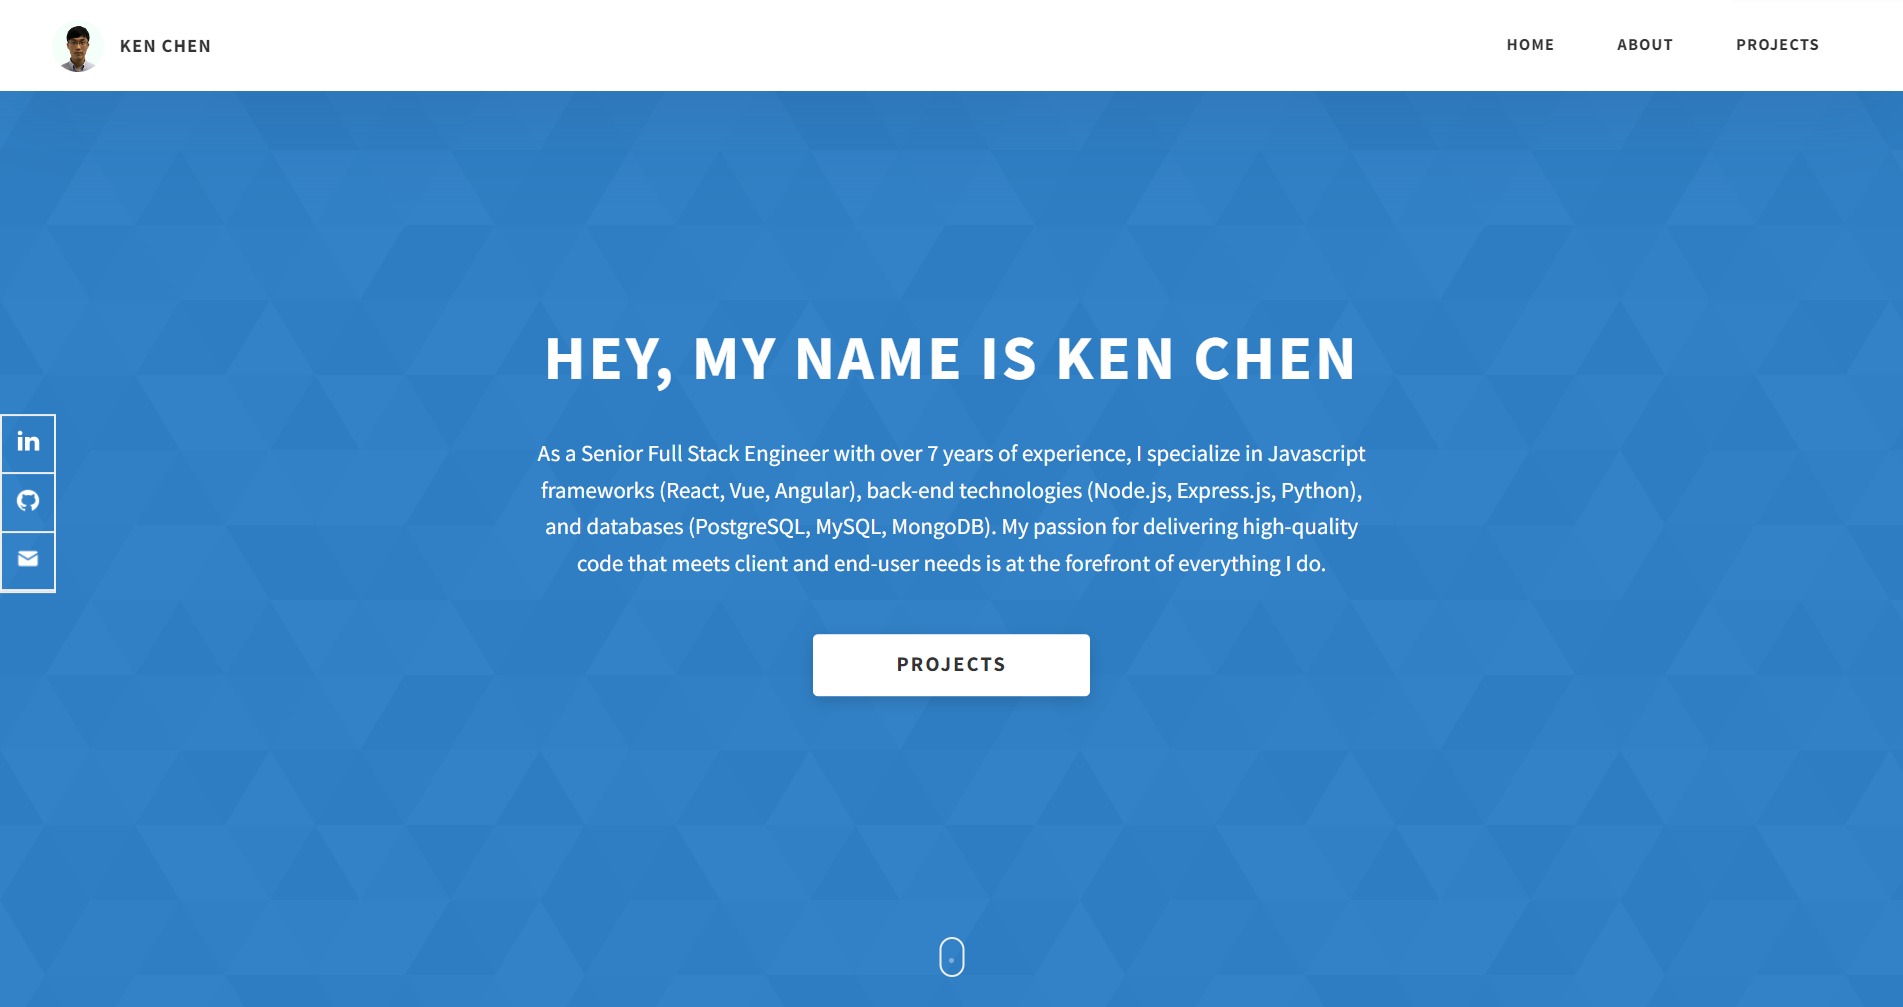 KEN CHEN
HOME
ABOUT
PROJECTS
HEY, MY NAME IS KEN CHEN
As a Senior Full Stack Engineer with over 7 years of experience, I specialize in Javascript
frameworks (React, Vue, Angular), back-end technologies (Node.js, Express.js, Python),
and databases (PostgreSQL, MySQL, MongoDB). My passion for delivering high-quality
code that meets client and end-user needs is at the forefront of everything I do.
in
PROJECTS